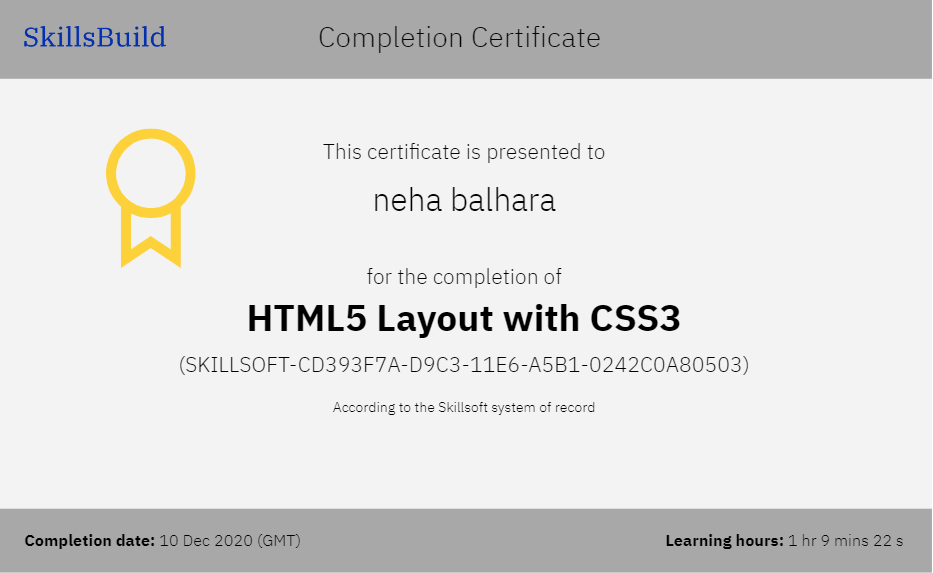 SkillsBuild
Completion Certificate
This certificate is presented to
neha balhara
for the completion of
HTML5 Layout with CSS3
(SKILLSOFT-CD393F7A-D9C3-11E6-A5B1-0242C0A80503)
According to the Skillsoft system of record
Completion date: 10 Dec 2020 (GMT)
Learning hours: 1 hr 9 mins 22 s